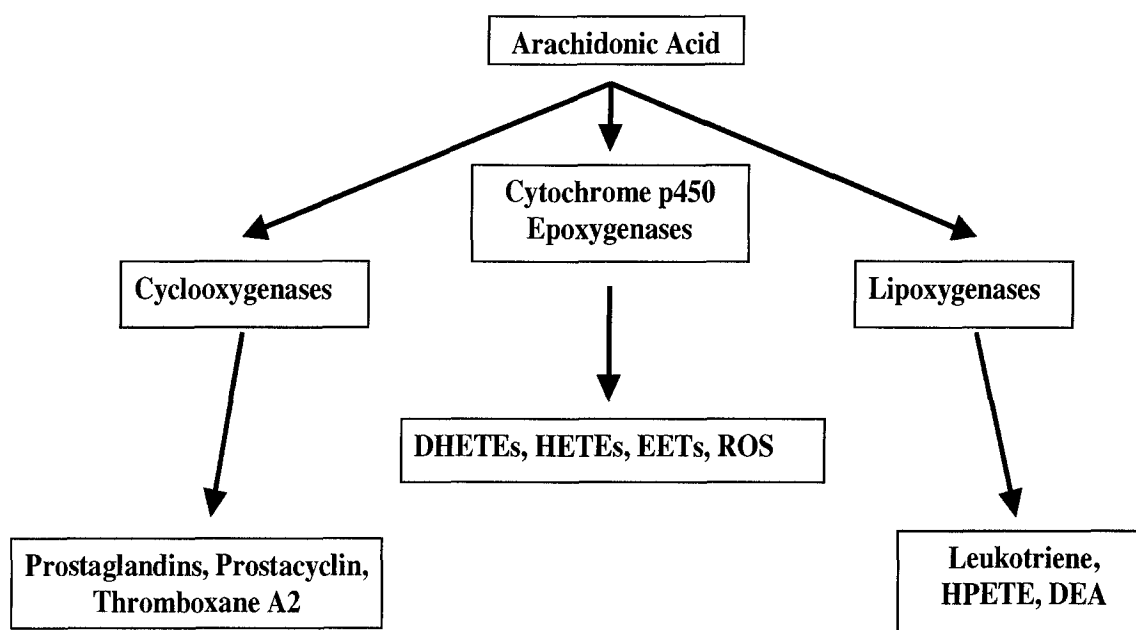 Arachidonic Acid
Cytochrome p450
Epoxygenases
Cyclooxygenases
Lipoxygenases
DHETEs, HETEs, EETs, ROS
Prostaglandins, Prostacyclin,
Thromboxane A2
Leukotriene,
HPETE, DEA